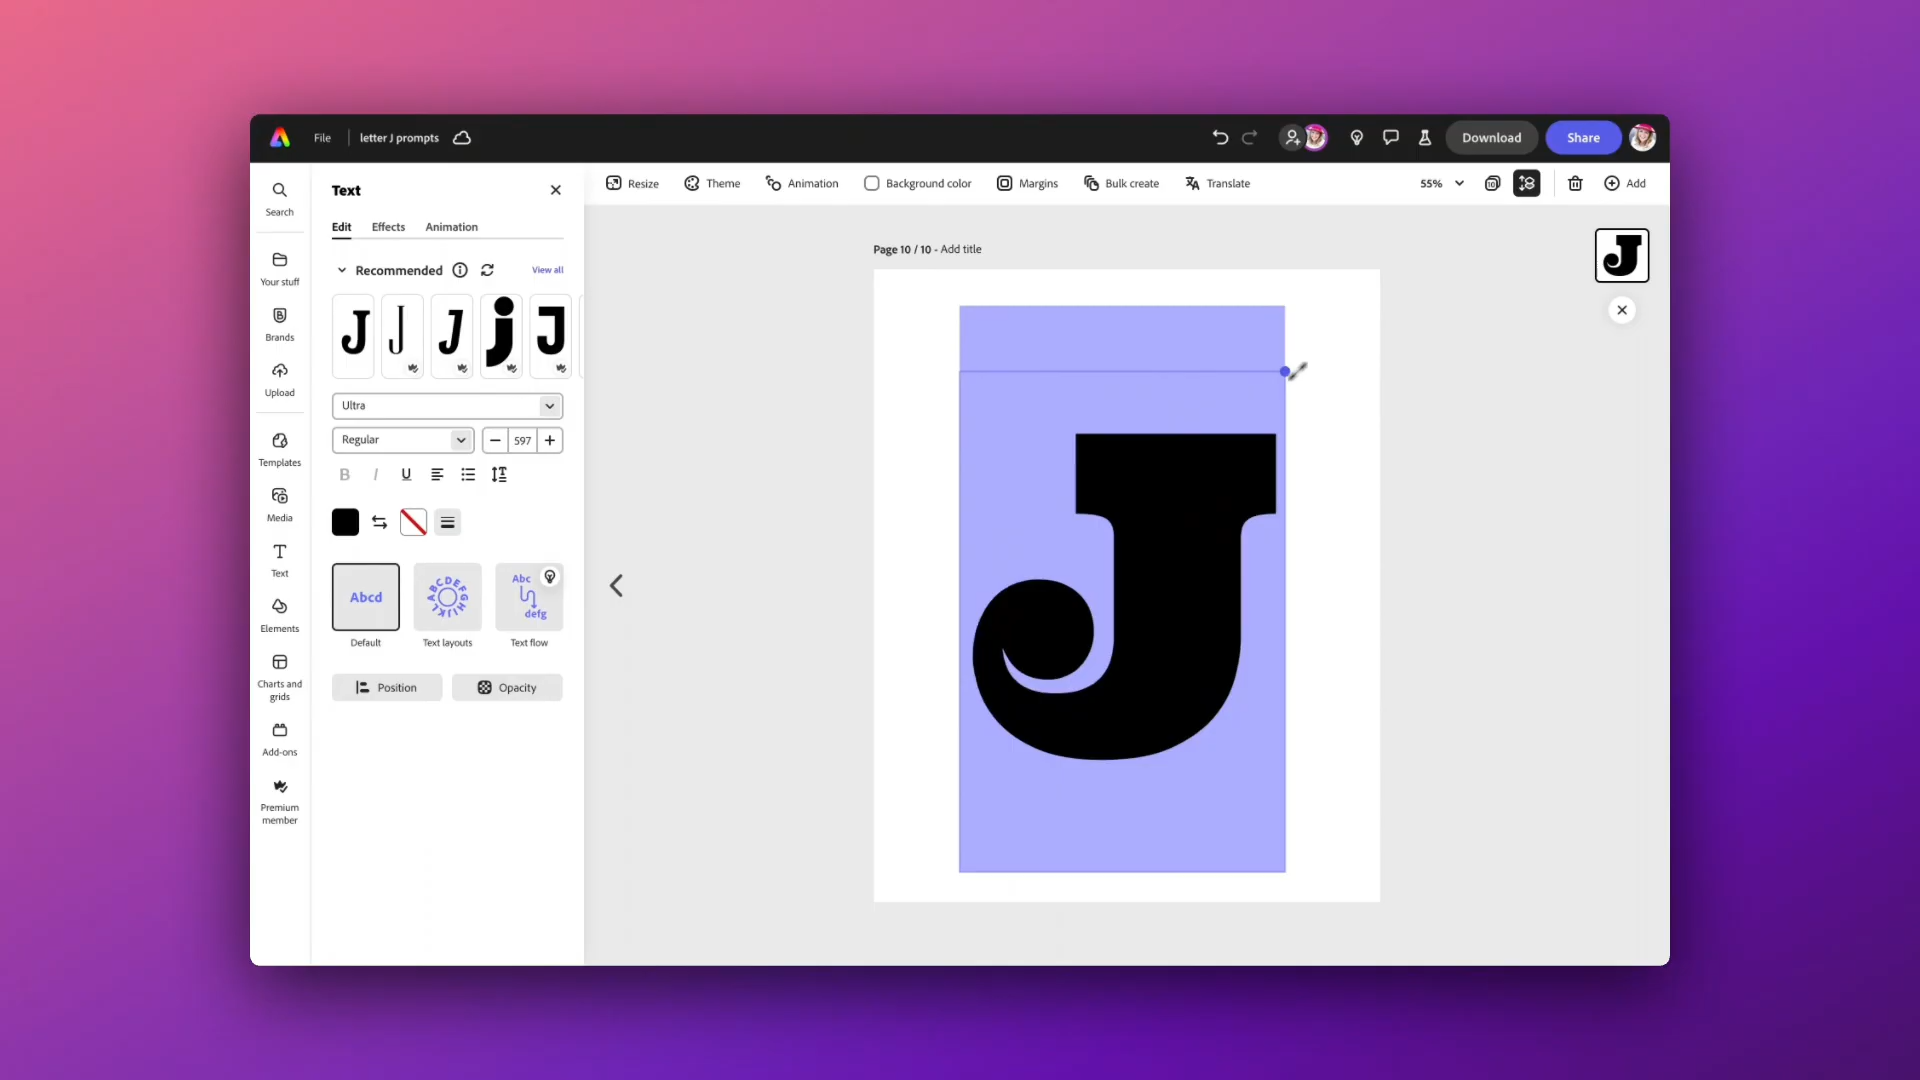 File
letter J prompts
Download
Share
Search
Your stuff
Brands
Upload
Templates
Media
Text
Elements
Charts and
grids
Add-ons
Premium
member
Text
Edit
Effects
Animation
Recommended
View all
J
J
J
j
J
Ultra
Regular
597
B
I
U
Abcd
ABCDEFGHIJKL
Abc
defg
Default
Text layouts
Text flow
Position
Opacity
Resize
Theme
Animation
Background color
Margins
Bulk create
Translate
55%
10
Add
Page 10 / 10 - Add title
J
J